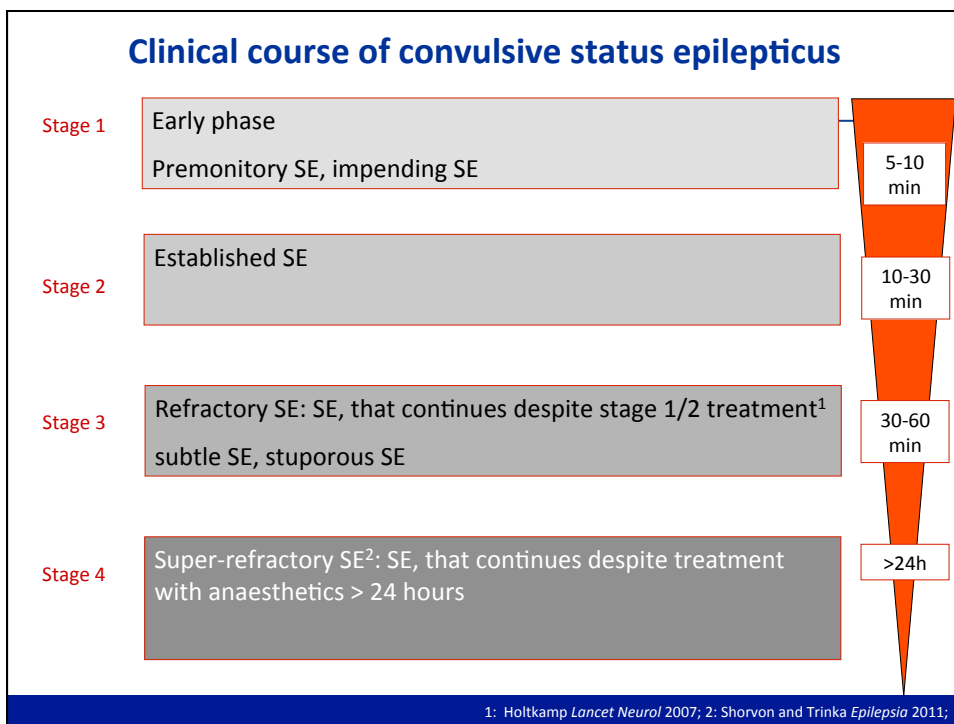 Clinical course of convulsive status epilepticus
Stage 1
Early phase
Premonitory SE, impending SE
5-10
min
Stage 2
Established SE
10-30
min
Stage 3
Refractory SE: SE, that continues despite stage 1/2 treatment¹
subtle SE, stuporous SE
30-60
min
Stage 4
Super-refractory SE²: SE, that continues despite treatment
with anaesthetics > 24 hours
>24h
1: Holtkamp Lancet Neurol 2007; 2: Shorvon and Trinka Epilepsia 2011;